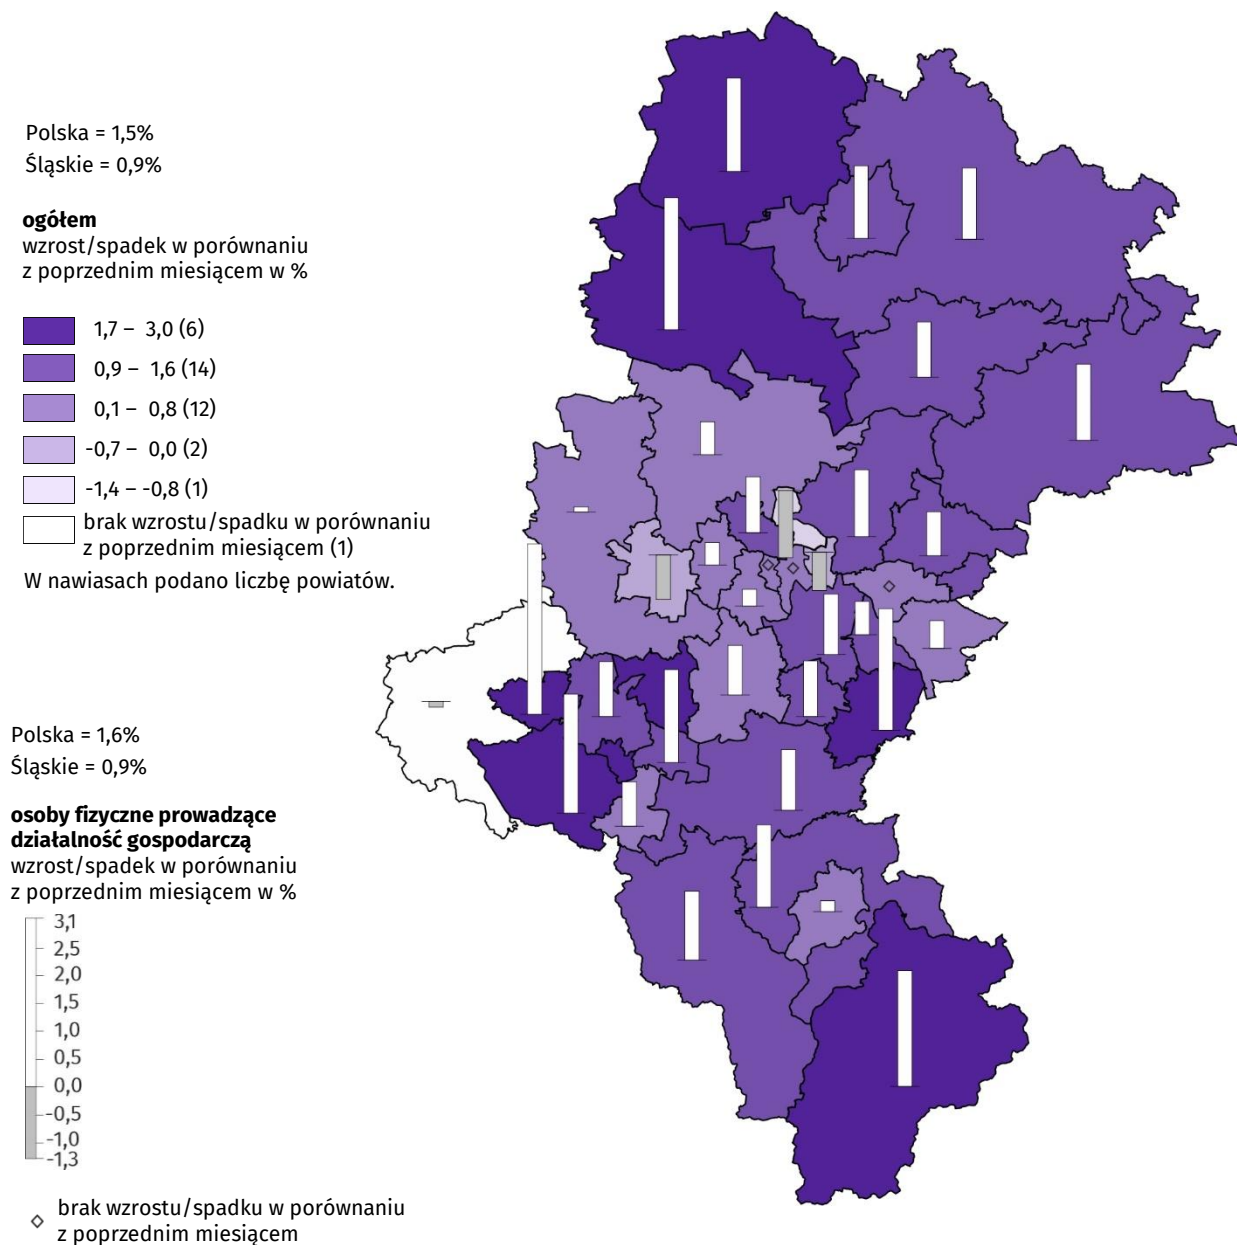 Polska = 1,5%
Śląskie = 0,9%
ogółem
wzrost/spadek w porównaniu
z poprzednim miesiącem w %
1,7 – 3,0 (6)
0,9 – 1,6 (14)
0,1 – 0,8 (12)
-0,7 – 0,0 (2)
-1,4 – -0,8 (1)
brak wzrostu/spadku w porównaniu
z poprzednim miesiącem (1)
W nawiasach podano liczbę powiatów.
Polska = 1,6%
Śląskie = 0,9%
osoby fizyczne prowadzące
działalność gospodarczą
wzrost/spadek w porównaniu
z poprzednim miesiącem w %
3,1
2,5
2,0
1,5
1,0
0,5
0,0
-0,5
-1,0
-1,3
brak wzrostu/spadku w porównaniu
z poprzednim miesiącem